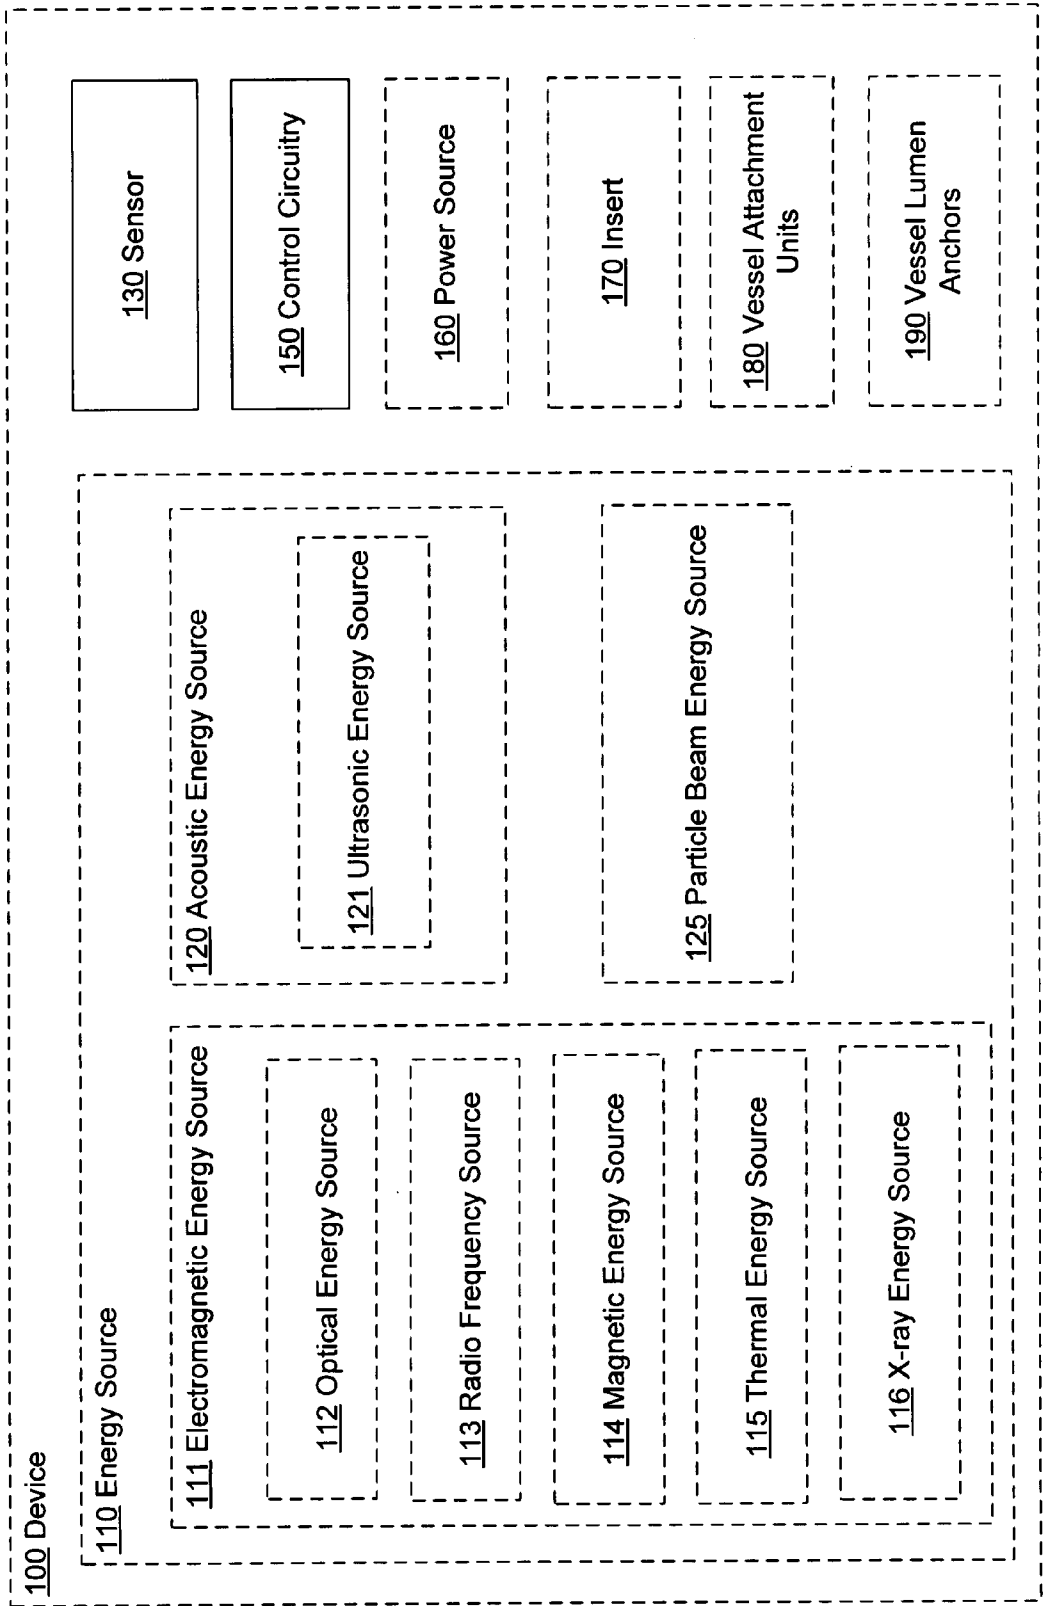 100 Device
110 Energy Source
111 Electromagnetic Energy Source
112 Optical Energy Source
113 Radio Frequency Source
114 Magnetic Energy Source
115 Thermal Energy Source
116 X-ray Energy Source
120 Acoustic Energy Source
121 Ultrasonic Energy Source
125 Particle Beam Energy Source
130 Sensor
150 Control Circuitry
160 Power Source
170 Insert
180 Vessel Attachment
Units
190 Vessel Lumen
Anchors